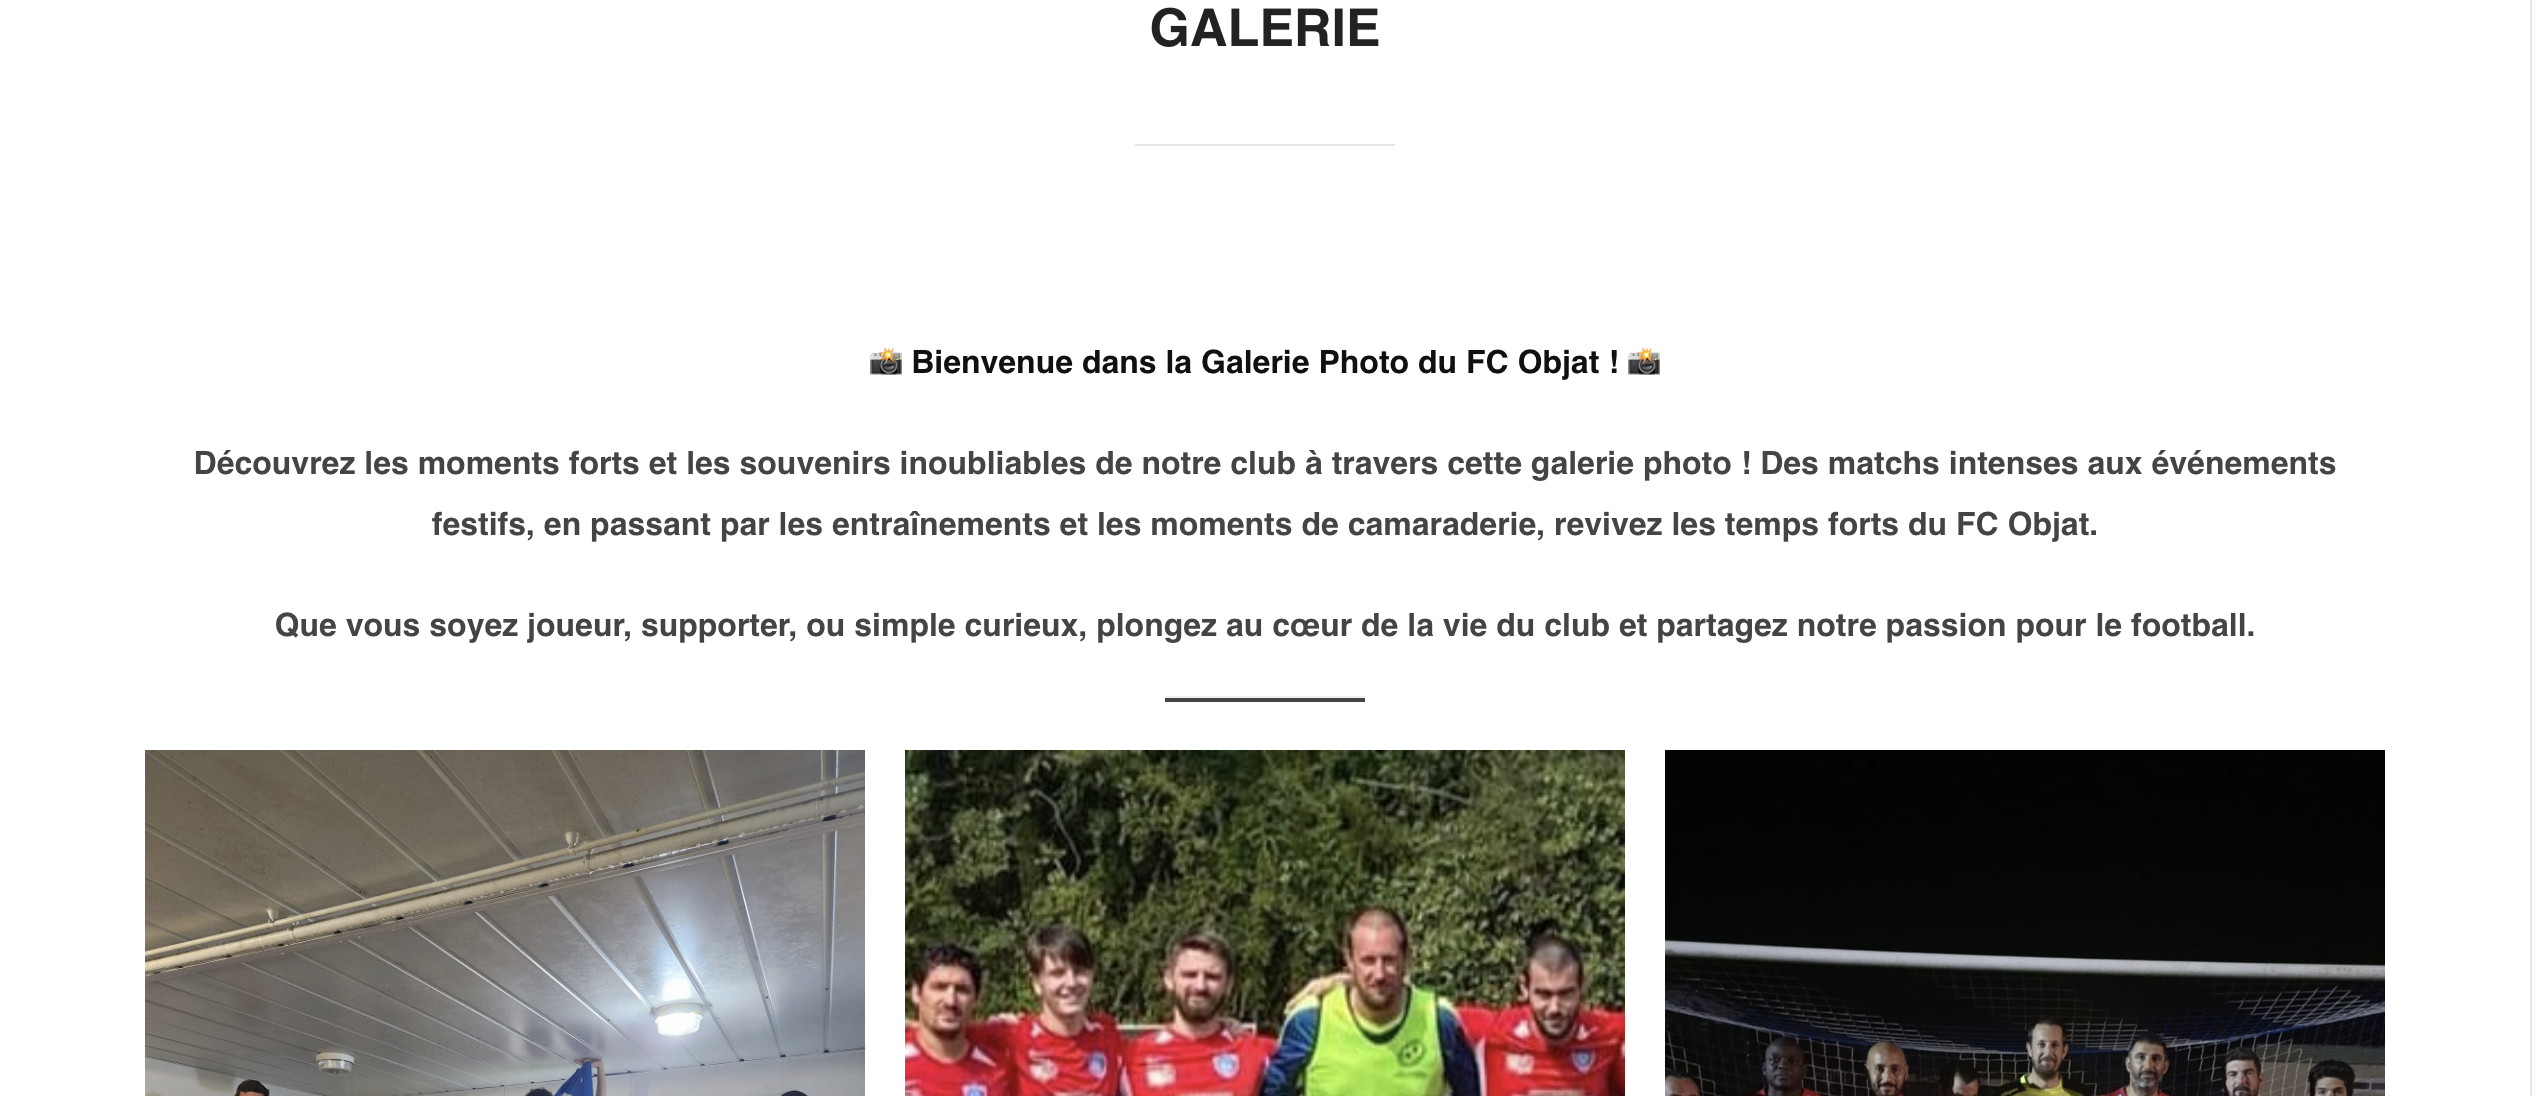 GALERIE
📸 Bienvenue dans la Galerie Photo du FC Objat ! 📸
Découvrez les moments forts et les souvenirs inoubliables de notre club à travers cette galerie photo ! Des matchs intenses aux événements
festifs, en passant par les entraînements et les moments de camaraderie, revivez les temps forts du FC Objat.
Que vous soyez joueur, supporter, ou simple curieux, plongez au cœur de la vie du club et partagez notre passion pour le football.